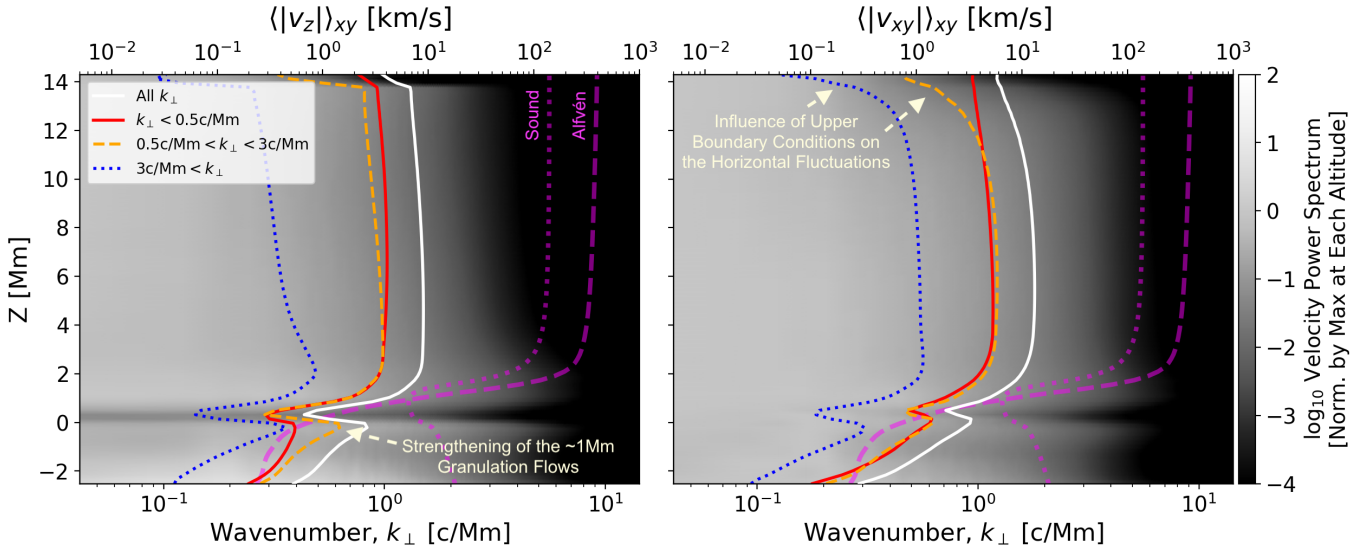 ⟨|v_z|⟩_xy [km/s]
10^−2 10^−1 10^0 10^1 10^2 10^3
Z [Mm]
14
12
10
8
6
4
2
0
−2
All k_⊥
k_⊥ < 0.5c/Mm
0.5c/Mm < k_⊥ < 3c/Mm
3c/Mm < k_⊥
Sound
Alfvén
Strengthening of the ~1Mm
Granulation Flows
10^−1 10^0 10^1
Wavenumber, k_⊥ [c/Mm]
⟨|v_xy|⟩_xy [km/s]
10^−2 10^−1 10^0 10^1 10^2 10^3
Influence of Upper
Boundary Conditions on
the Horizontal Fluctuations
10^−1 10^0 10^1
Wavenumber, k_⊥ [c/Mm]
2
1
0
−1
−2
−3
−4
log_10 Velocity Power Spectrum
[Norm. by Max at Each Altitude]